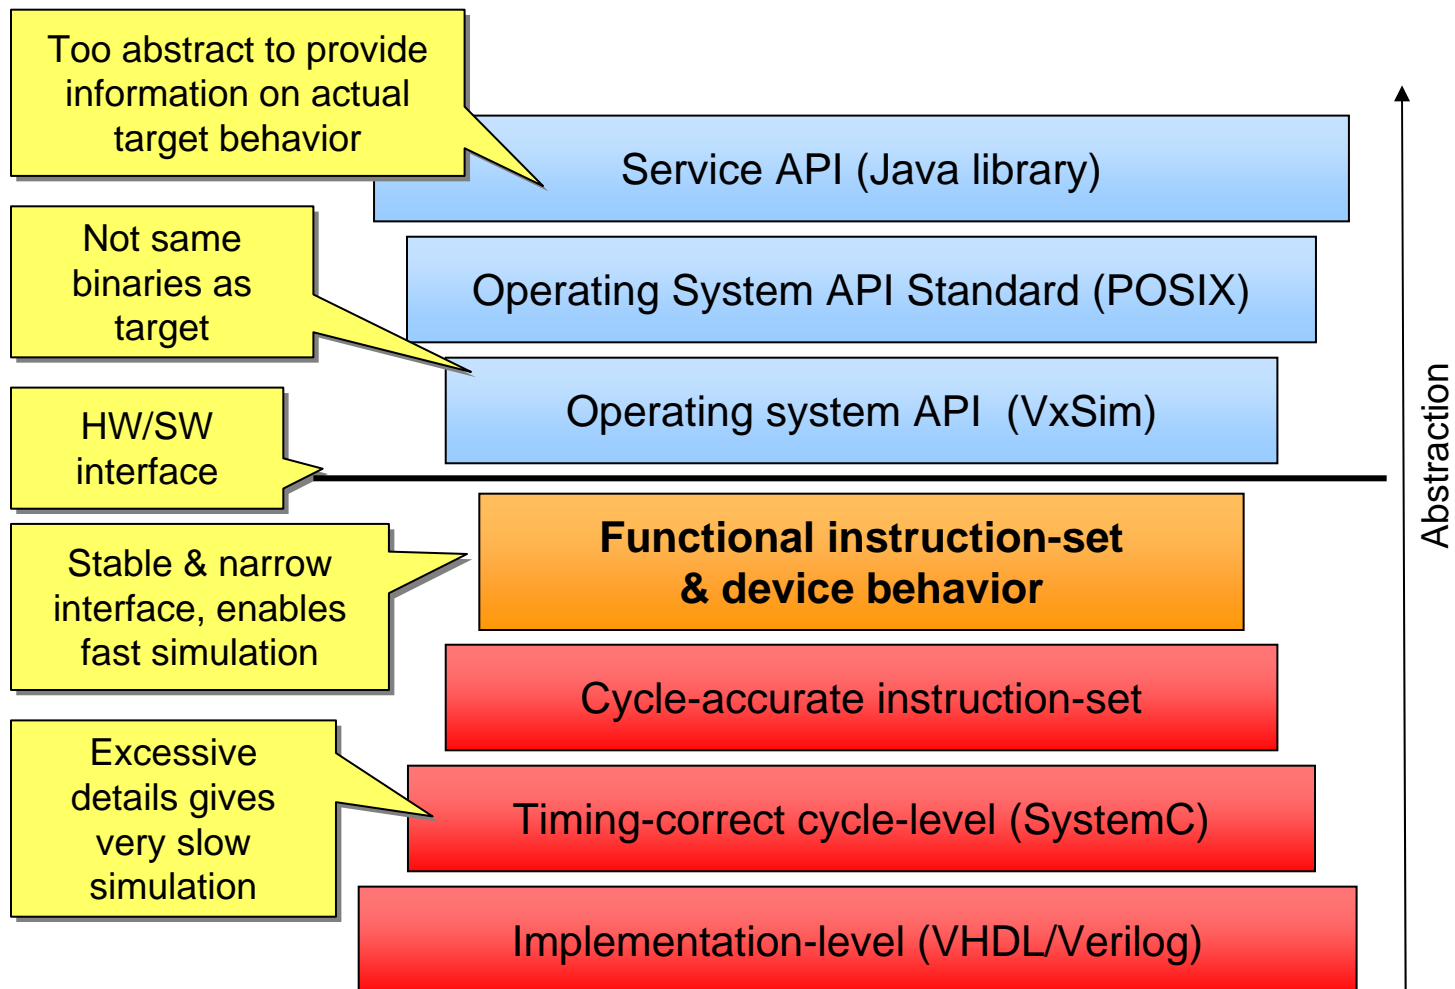 Too abstract to provide
information on actual
target behavior
Service API (Java library)
Not same
binaries as
target
Operating System API Standard (POSIX)
Operating system API  (VxSim)
HW/SW
interface
Abstraction
Functional instruction-set
& device behavior
Stable & narrow
interface, enables
fast simulation
Cycle-accurate instruction-set
Excessive
details gives
very slow
simulation
Timing-correct cycle-level (SystemC)
Implementation-level (VHDL/Verilog)